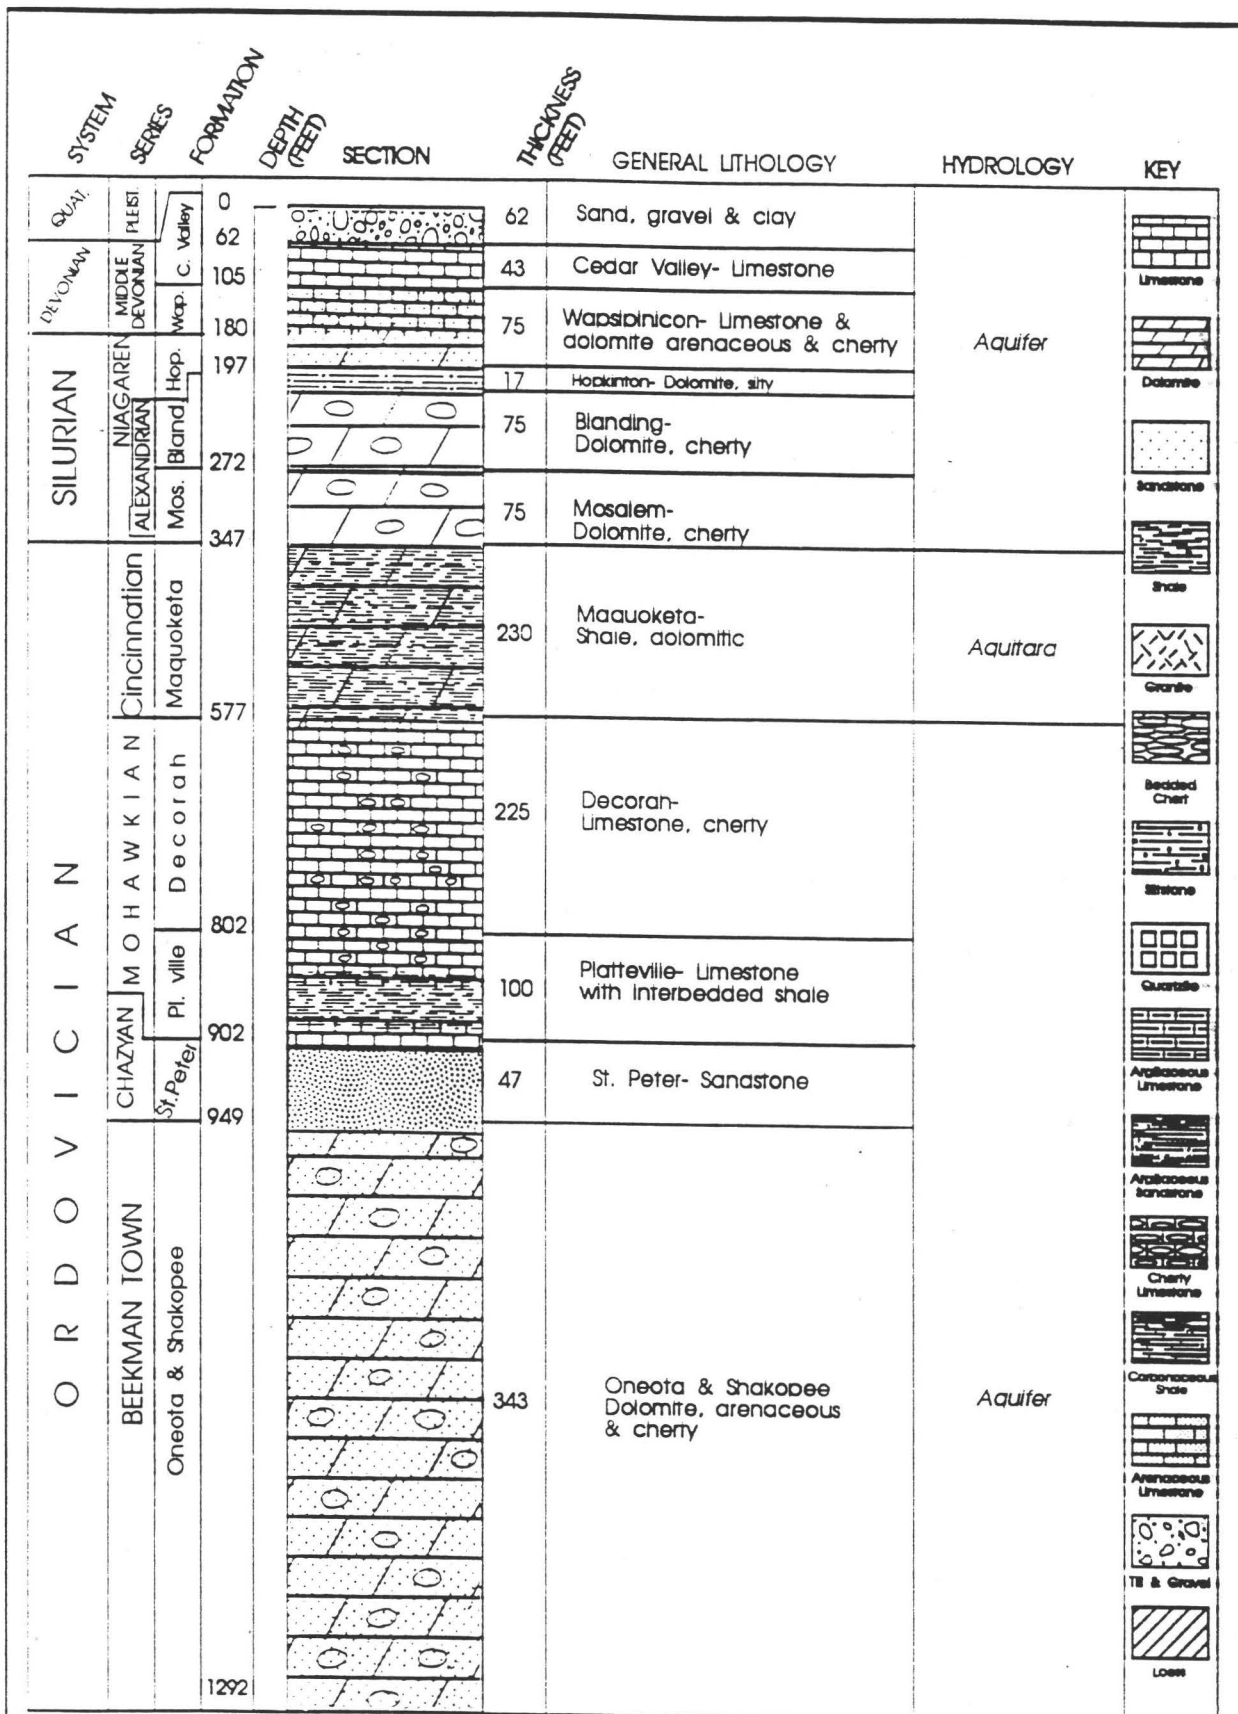 SYSTEM
SERIES
FORMATION
DEPTH
(FEET)
SECTION
THICKNESS
(FEET)
GENERAL LITHOLOGY
HYDROLOGY
KEY
QUAT.
DEVONIAN
SILURIAN
ORDOVICIAN
PLEIST.
MIDDLE
DEVONIAN
NIAGAREN
ALEXANDRIAN
Cincinnatian
MOHAWKIAN
CHAZYAN
BEEKMAN TOWN
C. Valley
Wap.
Hop.
Bland
Mos.
Maquoketa
Decorah
Pl. ville
St.Peter
Oneota & Shakopee
0
62
105
180
197
272
347
577
802
902
949
1292
62
43
75
17
75
75
230
225
100
47
343
Sand, gravel & clay
Cedar Valley- Limestone
Wapsipinicon- Limestone &
dolomite arenaceous & cherty
Hopkinton- Dolomite, silty
Blanding-
Dolomite, cherty
Mosalem-
Dolomite, cherty
Maquoketa-
Shale, dolomitic
Decorah-
Limestone, cherty
Platteville- Limestone
with interbedded shale
St. Peter- Sandstone
Oneota & Shakopee
Dolomite, arenaceous
& cherty
Aquifer
Aquitard
Aquifer
Limestone
Dolomite
Sandstone
Shale
Granite
Bedded
Chert
Siltstone
Quartzite
Argillaceous
Limestone
Argillaceous
Sandstone
Cherty
Limestone
Carbonaceous
Shale
Arenaceous
Limestone
Till & Gravel
Loess